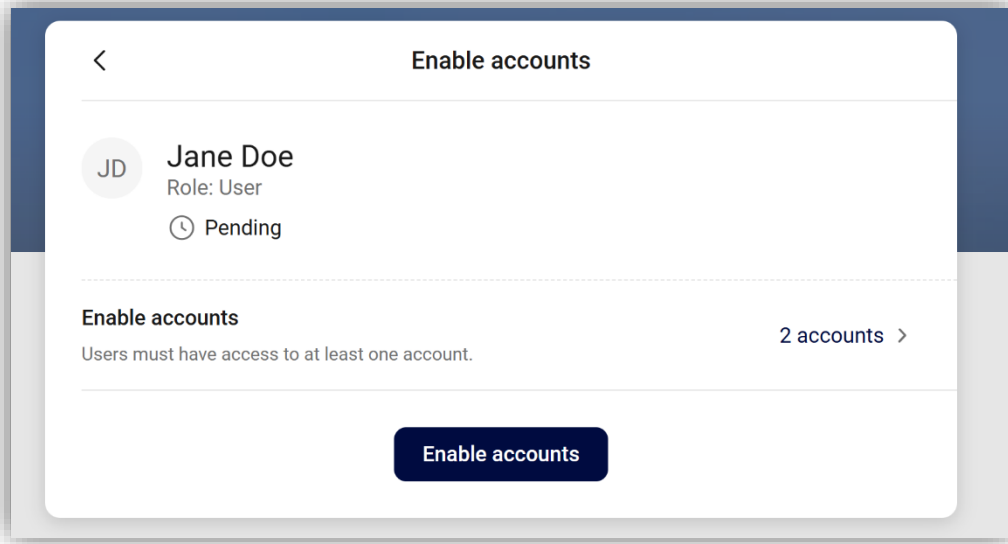 Enable accounts
JD
Jane Doe
Role: User
Pending
Enable accounts
Users must have access to at least one account.
2 accounts
Enable accounts